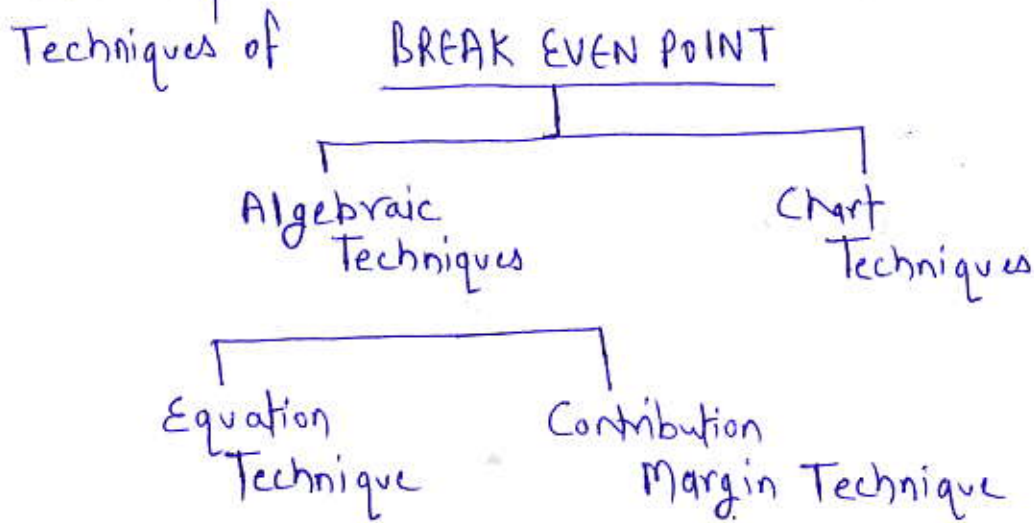 Techniques of BREAK EVEN POINT
Algebraic Techniques
Chart Techniques
Equation Technique
Contribution Margin Technique